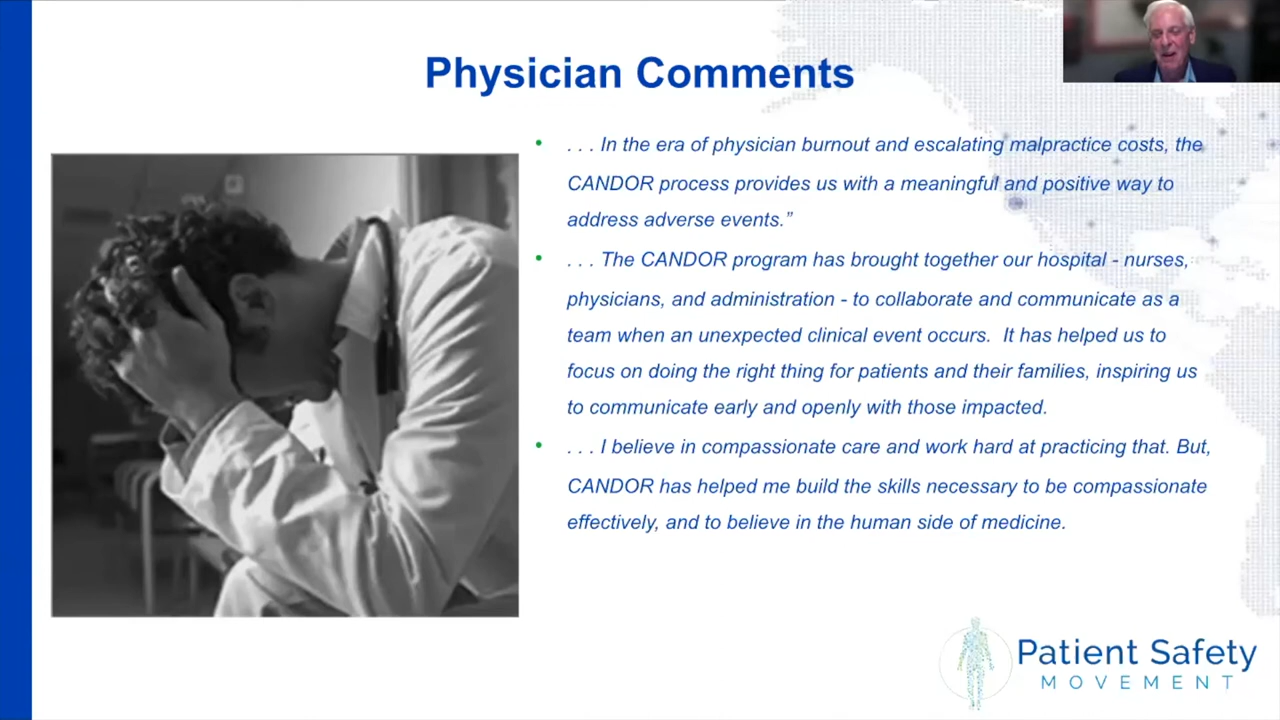 Physician Comments
• . . . In the era of physician burnout and escalating malpractice costs, the
CANDOR process provides us with a meaningful and positive way to
address adverse events.”
• . . . The CANDOR program has brought together our hospital - nurses,
physicians, and administration - to collaborate and communicate as a
team when an unexpected clinical event occurs.  It has helped us to
focus on doing the right thing for patients and their families, inspiring us
to communicate early and openly with those impacted.
• . . . I believe in compassionate care and work hard at practicing that. But,
CANDOR has helped me build the skills necessary to be compassionate
effectively, and to believe in the human side of medicine.
Patient Safety
MOVEMENT